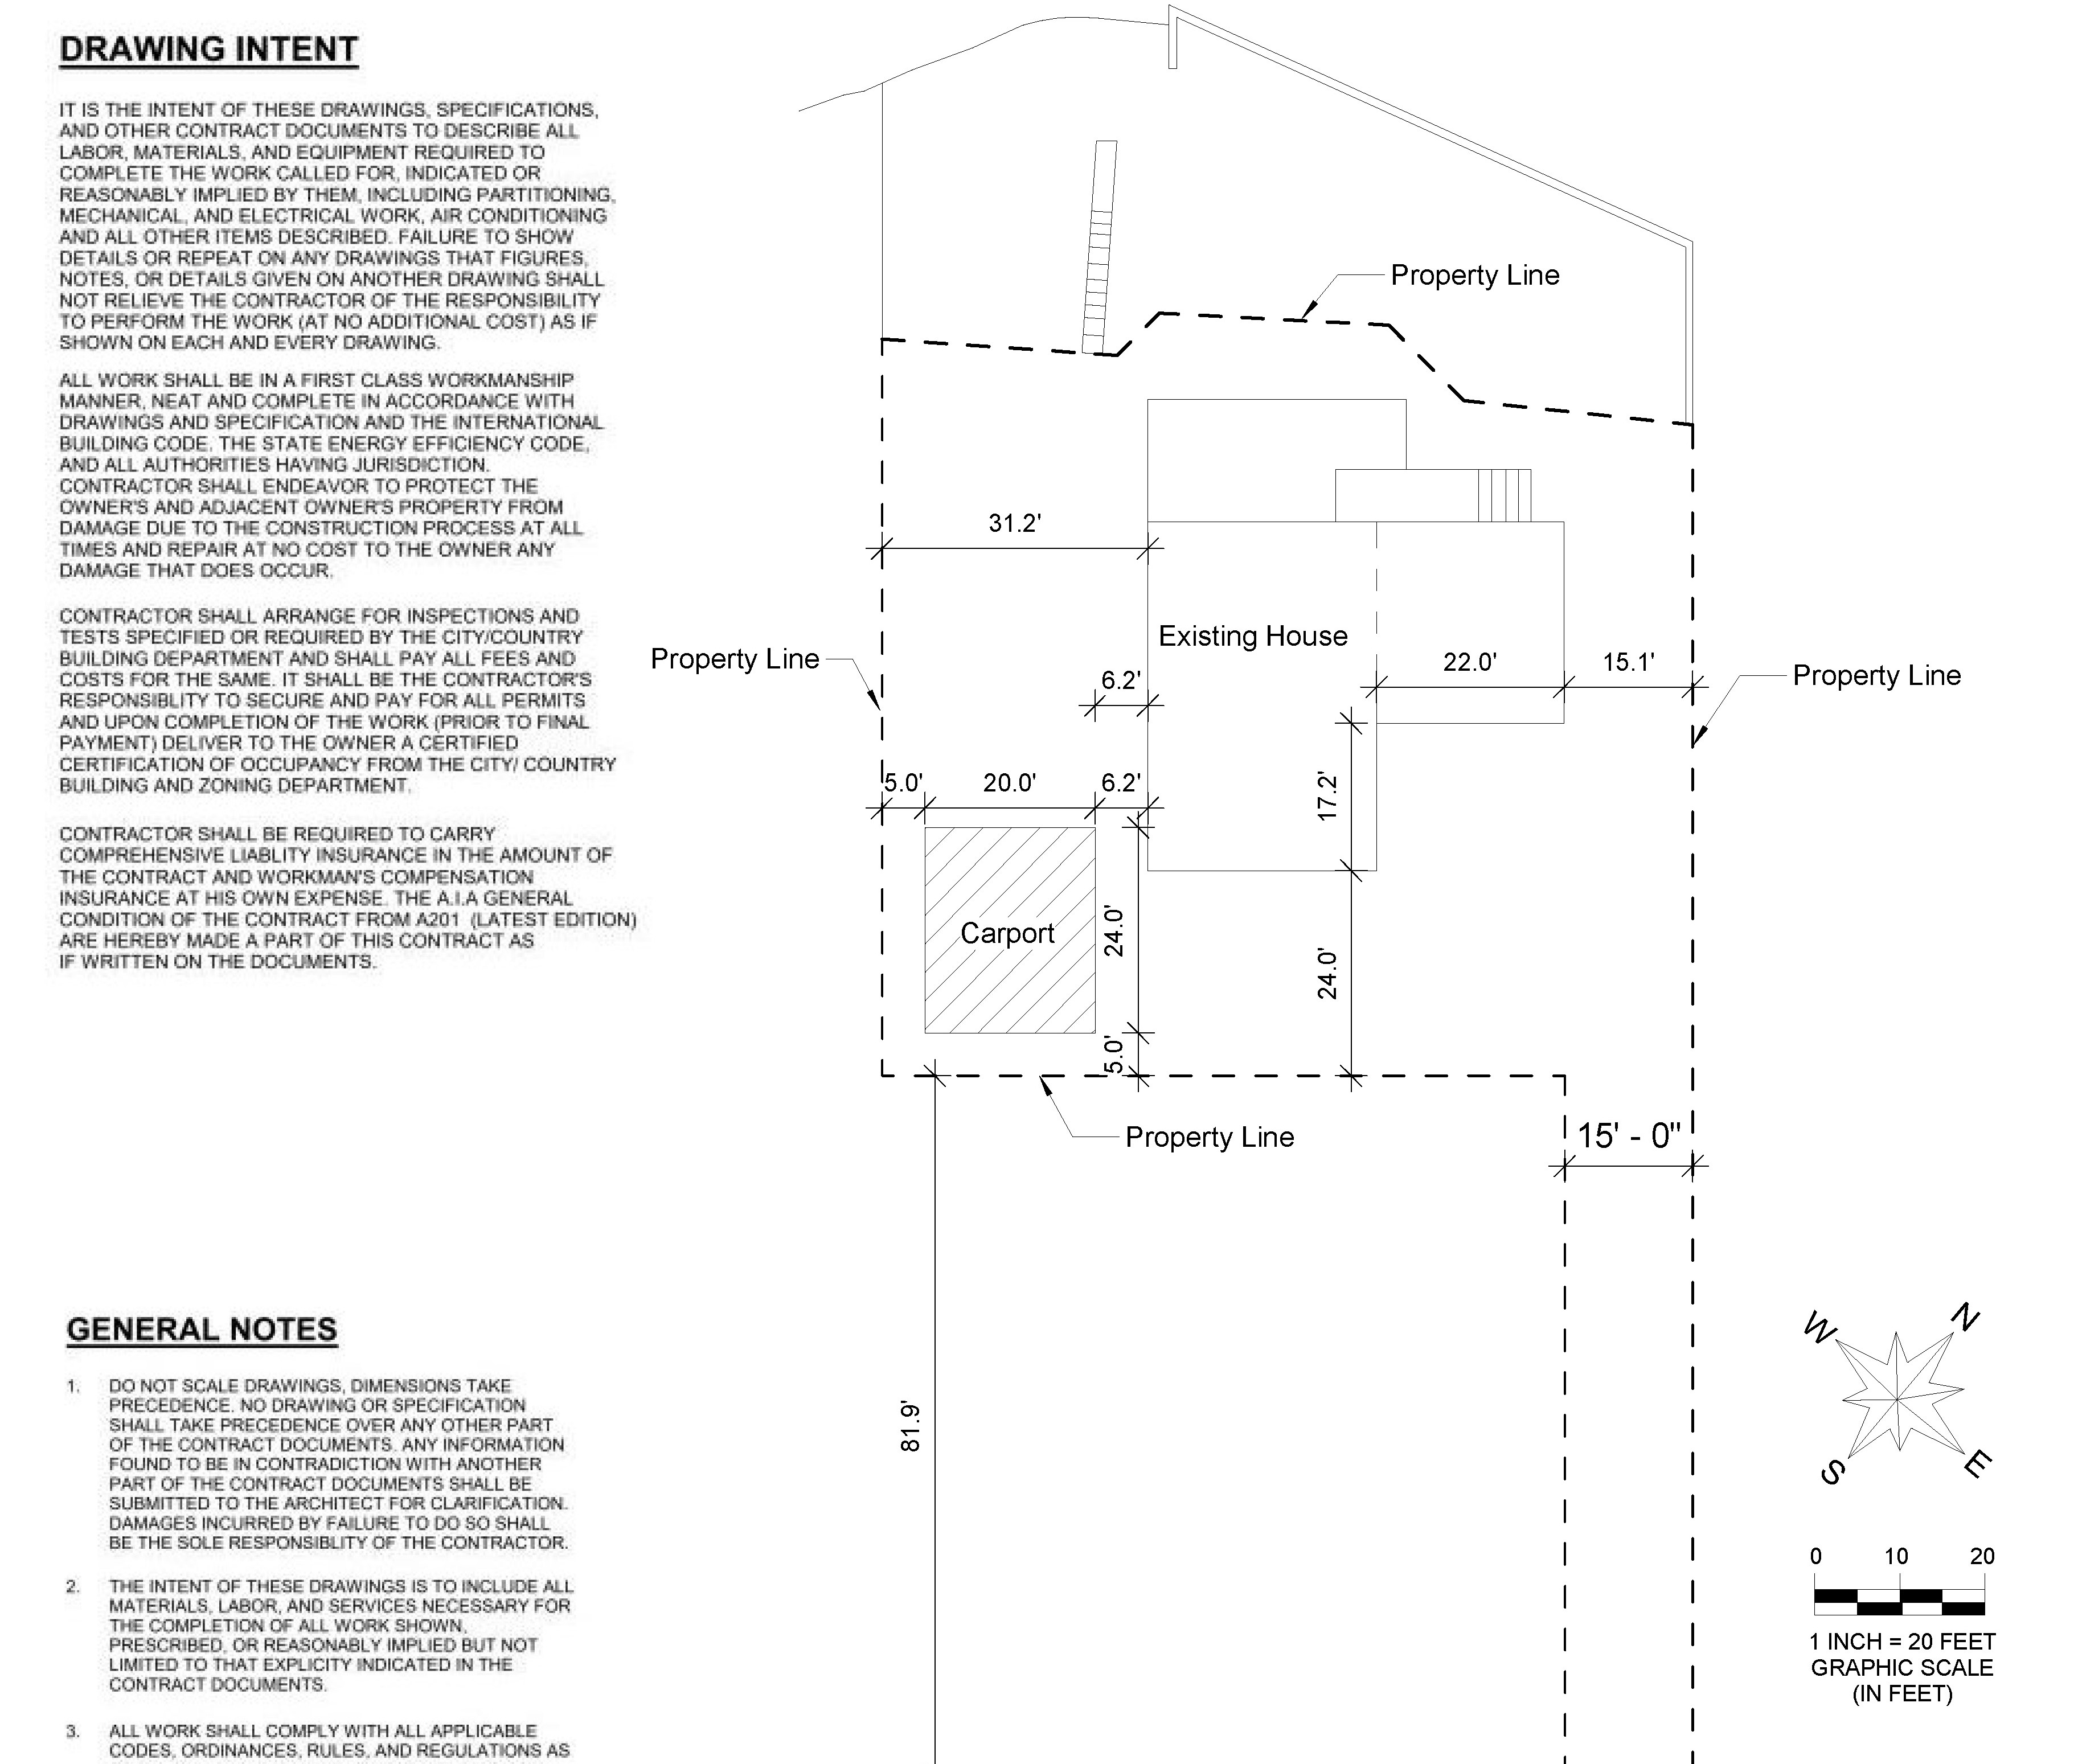 DRAWING INTENT
IT IS THE INTENT OF THESE DRAWINGS, SPECIFICATIONS,
AND OTHER CONTRACT DOCUMENTS TO DESCRIBE ALL
LABOR, MATERIALS, AND EQUIPMENT REQUIRED TO
COMPLETE THE WORK CALLED FOR, INDICATED OR
REASONABLY IMPLIED BY THEM, INCLUDING PARTITIONING,
MECHANICAL, AND ELECTRICAL WORK, AIR CONDITIONING
AND ALL OTHER ITEMS DESCRIBED. FAILURE TO SHOW
DETAILS OR REPEAT ON ANY DRAWINGS THAT FIGURES,
NOTES, OR DETAILS GIVEN ON ANOTHER DRAWING SHALL
NOT RELIEVE THE CONTRACTOR OF THE RESPONSIBILITY
TO PERFORM THE WORK (AT NO ADDITIONAL COST) AS IF
SHOWN ON EACH AND EVERY DRAWING.
ALL WORK SHALL BE IN A FIRST CLASS WORKMANSHIP
MANNER, NEAT AND COMPLETE IN ACCORDANCE WITH
DRAWINGS AND SPECIFICATION AND THE INTERNATIONAL
BUILDING CODE. THE STATE ENERGY EFFICIENCY CODE,
AND ALL AUTHORITIES HAVING JURISDICTION.
CONTRACTOR SHALL ENDEAVOR TO PROTECT THE
OWNER'S AND ADJACENT OWNER'S PROPERTY FROM
DAMAGE DUE TO THE CONSTRUCTION PROCESS AT ALL
TIMES AND REPAIR AT NO COST TO THE OWNER ANY
DAMAGE THAT DOES OCCUR.
CONTRACTOR SHALL ARRANGE FOR INSPECTIONS AND
TESTS SPECIFIED OR REQUIRED BY THE CITY/COUNTRY
BUILDING DEPARTMENT AND SHALL PAY ALL FEES AND
COSTS FOR THE SAME. IT SHALL BE THE CONTRACTOR'S
RESPONSIBLITY TO SECURE AND PAY FOR ALL PERMITS
AND UPON COMPLETION OF THE WORK (PRIOR TO FINAL
PAYMENT) DELIVER TO THE OWNER A CERTIFIED
CERTIFICATION OF OCCUPANCY FROM THE CITY/ COUNTRY
BUILDING AND ZONING DEPARTMENT.
CONTRACTOR SHALL BE REQUIRED TO CARRY
COMPREHENSIVE LIABLITY INSURANCE IN THE AMOUNT OF
THE CONTRACT AND WORKMAN'S COMPENSATION
INSURANCE AT HIS OWN EXPENSE. THE A.I.A GENERAL
CONDITION OF THE CONTRACT FROM A201 (LATEST EDITION)
ARE HEREBY MADE A PART OF THIS CONTRACT AS
IF WRITTEN ON THE DOCUMENTS.
GENERAL NOTES
1. DO NOT SCALE DRAWINGS, DIMENSIONS TAKE
PRECEDENCE. NO DRAWING OR SPECIFICATION
SHALL TAKE PRECEDENCE OVER ANY OTHER PART
OF THE CONTRACT DOCUMENTS. ANY INFORMATION
FOUND TO BE IN CONTRADICTION WITH ANOTHER
PART OF THE CONTRACT DOCUMENTS SHALL BE
SUBMITTED TO THE ARCHITECT FOR CLARIFICATION.
DAMAGES INCURRED BY FAILURE TO DO SO SHALL
BE THE SOLE RESPONSIBLITY OF THE CONTRACTOR.
2. THE INTENT OF THESE DRAWINGS IS TO INCLUDE ALL
MATERIALS, LABOR, AND SERVICES NECESSARY FOR
THE COMPLETION OF ALL WORK SHOWN,
PRESCRIBED, OR REASONABLY IMPLIED BUT NOT
LIMITED TO THAT EXPLICITY INDICATED IN THE
CONTRACT DOCUMENTS.
3. ALL WORK SHALL COMPLY WITH ALL APPLICABLE
CODES, ORDINANCES, RULES, AND REGULATIONS AS
Property Line
31.2'
Existing House
Property Line
6.2'
22.0'
15.1'
Property Line
5.0'
20.0'
6.2'
17.2'
Carport
24.0'
24.0'
5.0'
Property Line
15' - 0"
81.9'
W
N
S
E
0 10 20
1 INCH = 20 FEET
GRAPHIC SCALE
(IN FEET)